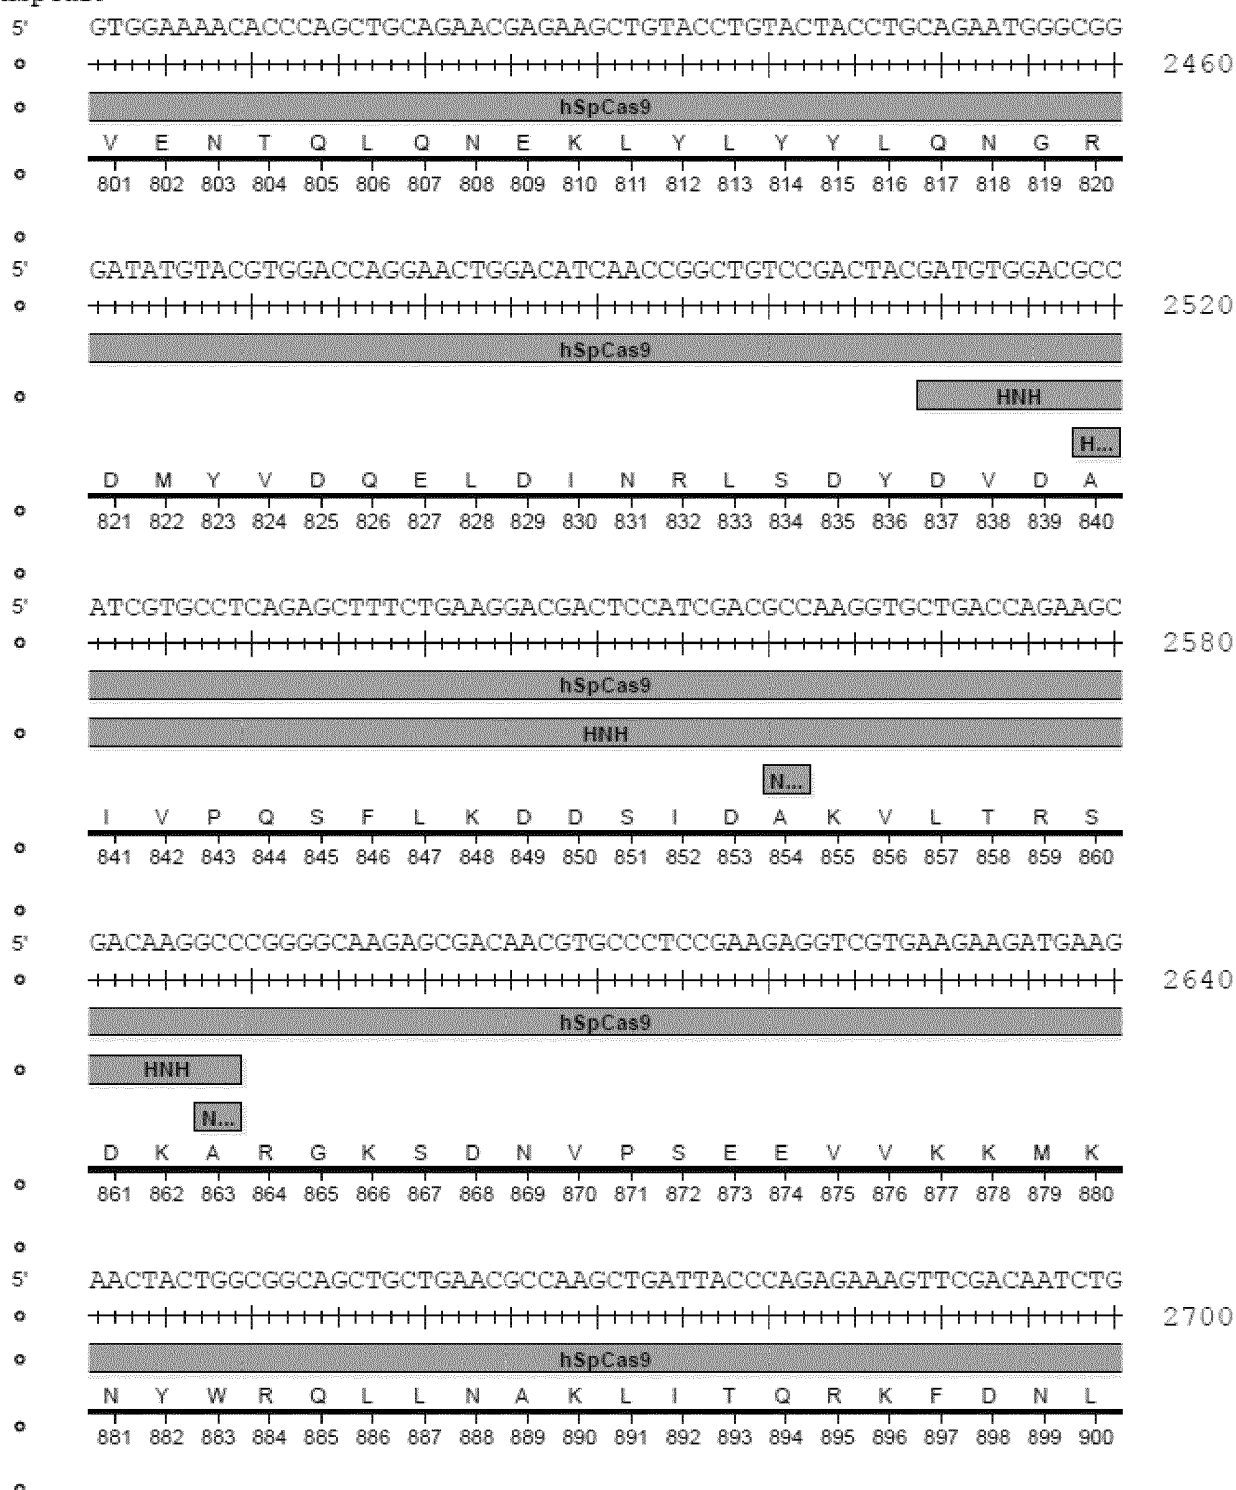 5' GTGGAAAACACCCAGCTGCAGAACGAGAAGCTGTACCTGTACTACCTGCAGAATGGGCGG
2460
hSpCas9
V E N T Q L Q N E K L Y L Y Y L Q N G R
801 802 803 804 805 806 807 808 809 810 811 812 813 814 815 816 817 818 819 820
5' GATATGTACGTGGACCAGGAACTGGACATCAACCGGCTGTCCGACTACGATGTGGACGCC
2520
hSpCas9
HNH
H...
D M Y V D Q E L D I N R L S D Y D V D A
821 822 823 824 825 826 827 828 829 830 831 832 833 834 835 836 837 838 839 840
5' ATCGTGCCTCAGAGCTTTCTGAAGGACGACTCCATCGACGCCAAGGTGCTGACCAGAAGC
2580
hSpCas9
HNH
N...
I V P Q S F L K D D S I D A K V L T R S
841 842 843 844 845 846 847 848 849 850 851 852 853 854 855 856 857 858 859 860
5' GACAAGGCCCGGGGCAAGAGCGACAACGTGCCCTCCGAAGAGGTCGTGAAGAAGATGAAG
2640
hSpCas9
HNH
N...
D K A R G K S D N V P S E E V V K K M K
861 862 863 864 865 866 867 868 869 870 871 872 873 874 875 876 877 878 879 880
5' AACTACTGGCGGCAGCTGCTGAACGCCAAGCTGATTACCCAGAGAAAGTTCGACAATCTG
2700
hSpCas9
N Y W R Q L L N A K L I T Q R K F D N L
881 882 883 884 885 886 887 888 889 890 891 892 893 894 895 896 897 898 899 900